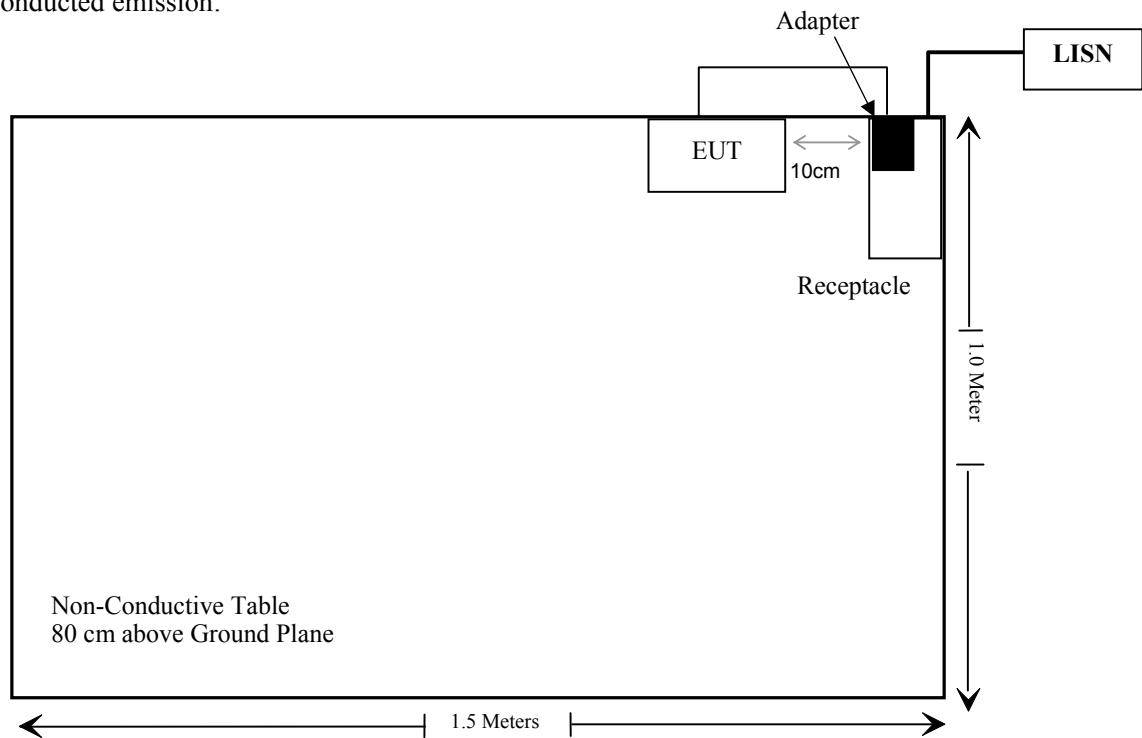 onducted emission:
Adapter
LISN
EUT
10cm
Receptacle
1.0 Meter
Non-Conductive Table
80 cm above Ground Plane
1.5 Meters